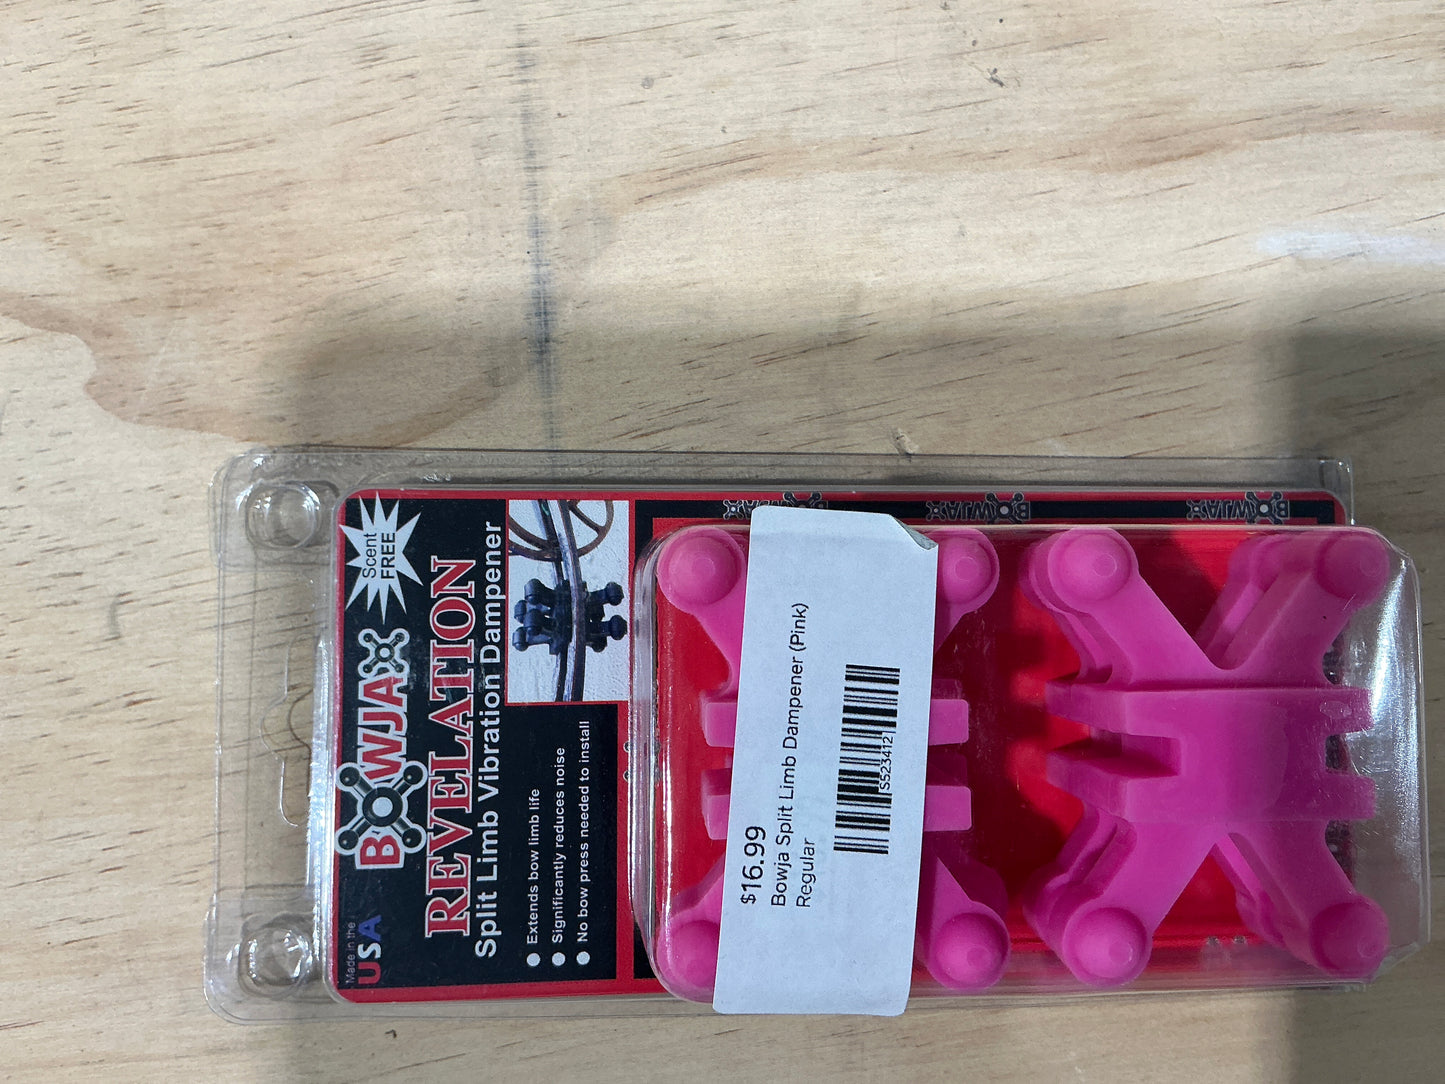 Made in the
USA
BOWJAX
Scent
FREE
REVELATION
Split Limb Vibration Dampener
Extends bow limb life
Significantly reduces noise
No bow press needed to install
BOWJAX
BOWJAX
BOWJAX
$16.99
Bowja Split Limb Dampener (Pink)
Regular
S523412